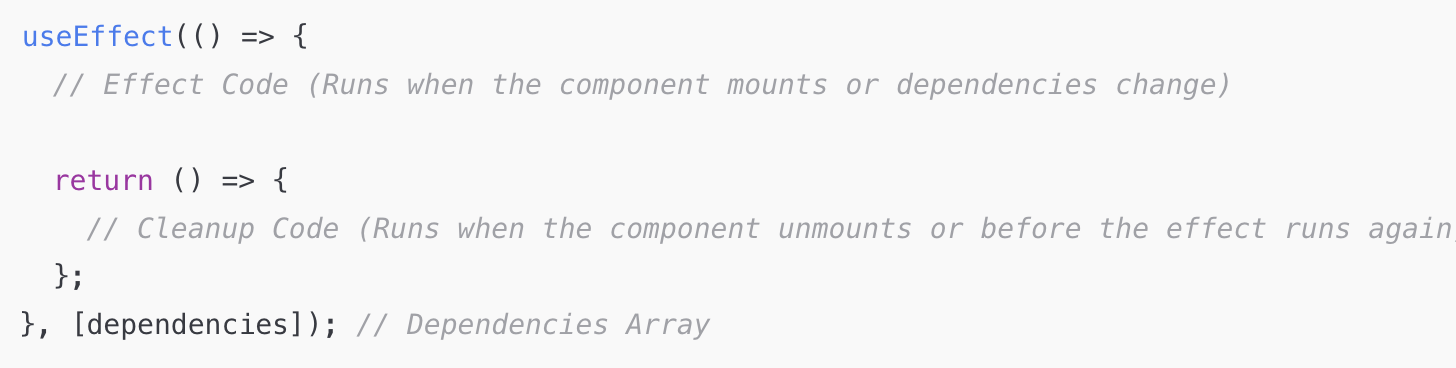 useEffect(() => {
// Effect Code (Runs when the component mounts or dependencies change)
return () => {
// Cleanup Code (Runs when the component unmounts or before the effect runs again
};
}, [dependencies]); // Dependencies Array